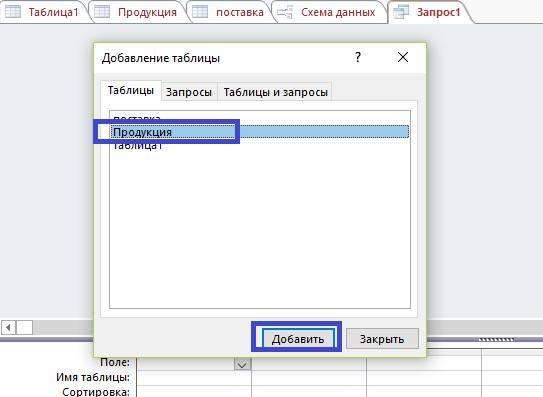 Таблица1 Продукция поставка Схема данных Запрос1
Добавление таблицы ? ×
Таблицы Запросы Таблицы и запросы
поставка
Продукция
Таблица1
Добавить Закрыть
Поле:
Имя таблицы:
Сортировка: